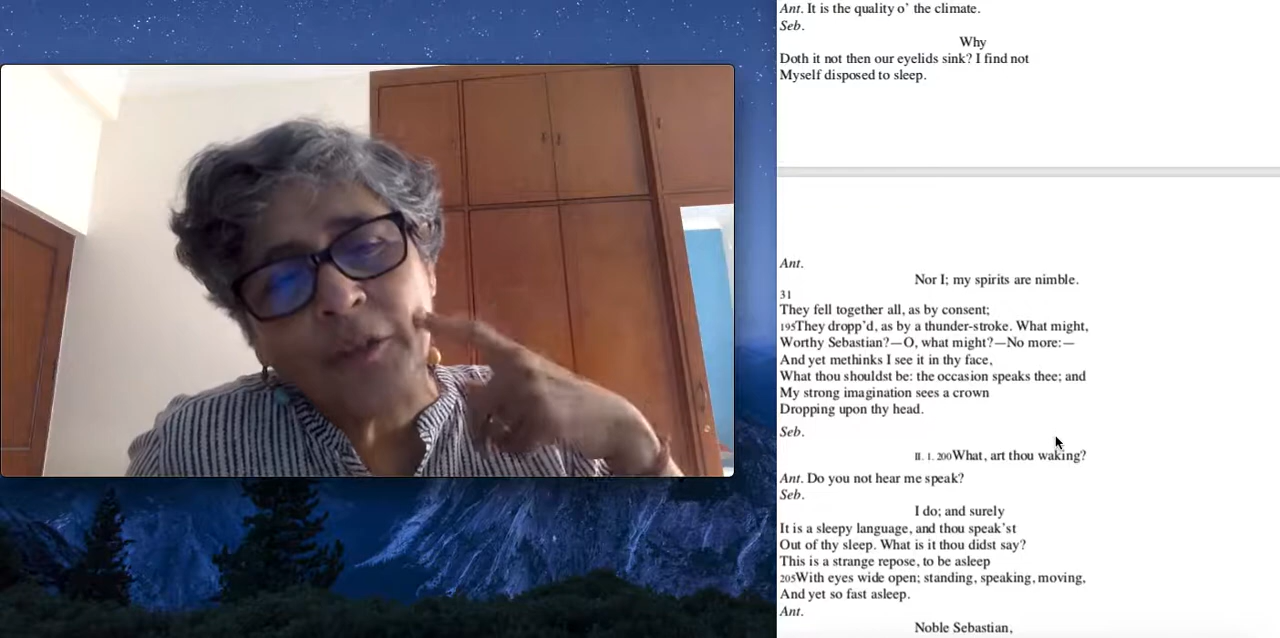 Ant. It is the quality o' the climate.
Seb.
Why
Doth it not then our eyelids sink? I find not
Myself disposed to sleep.
Ant.
Nor I; my spirits are nimble.
31
They fell together all, as by consent;
195They dropp'd, as by a thunder-stroke. What might,
Worthy Sebastian?—O, what might?—No more:—
And yet methinks I see it in thy face,
What thou shouldst be: the occasion speaks thee; and
My strong imagination sees a crown
Dropping upon thy head.
Seb.
II. 1. 200What, art thou waking?
Ant. Do you not hear me speak?
Seb.
I do; and surely
It is a sleepy language, and thou speak'st
Out of thy sleep. What is it thou didst say?
This is a strange repose, to be asleep
205With eyes wide open; standing, speaking, moving,
And yet so fast asleep.
Ant.
Noble Sebastian,